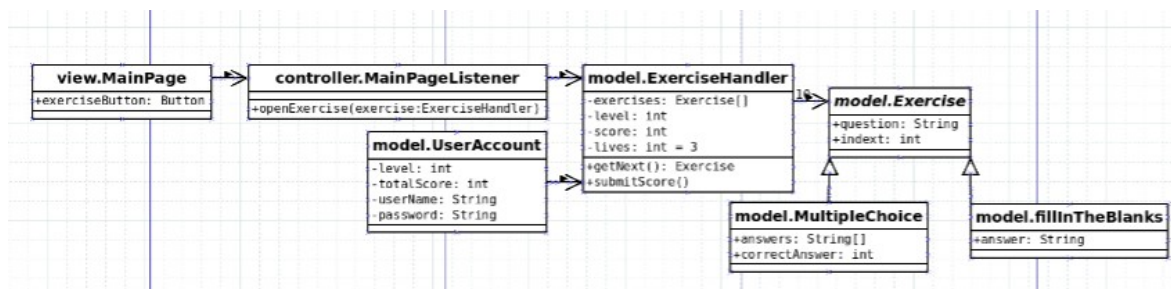 view.MainPage
+exerciseButton: Button
controller.MainPageListener
+openExercise(exercise:ExerciseHandler)
model.UserAccount
-level: int
-totalScore: int
-userName: String
-password: String
model.ExerciseHandler
-exercises: Exercise[]
-level: int
-score: int
-lives: int = 3
+getNext(): Exercise
+submitScore()
10
model.Exercise
+question: String
+indext: int
model.MultipleChoice
+answers: String[]
+correctAnswer: int
model.fillInTheBlanks
+answer: String